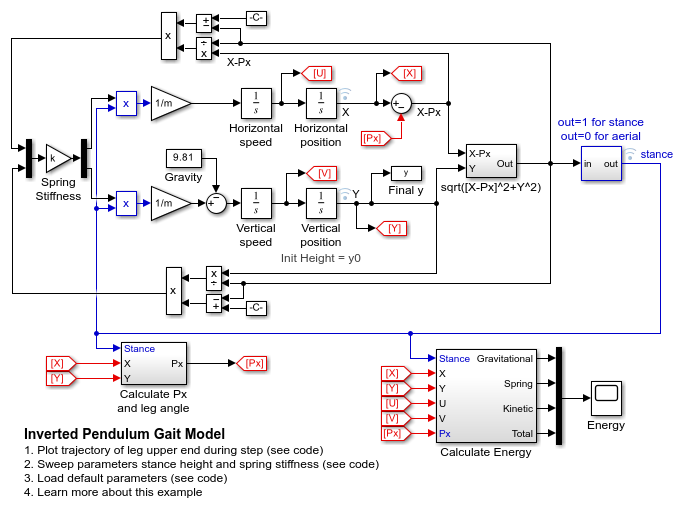 -C-
±
÷
x
x
X-Px
[U]
[X]
x
1/m
1
s
1
s
X
+
−
X-Px
Horizontal
speed
Horizontal
position
[Px]
out=1 for stance
out=0 for aerial
k
Spring
Stiffness
9.81
Gravity
[V]
y
Final y
X-Px
Y
Out
sqrt([X-Px]^2+Y^2)
in
out
stance
x
1/m
+
−
1
s
1
s
Y
Vertical
speed
Vertical
position
[Y]
Init Height = y0
x
x
÷
−
+
-C-
[X]
[Y]
Stance
X
Y
Px
[Px]
Calculate Px
and leg angle
[X]
[Y]
[U]
[V]
[Px]
Stance
X
Y
U
V
Px
Gravitational
Spring
Kinetic
Total
Calculate Energy
Energy
Inverted Pendulum Gait Model
1. Plot trajectory of leg upper end during step (see code)
2. Sweep parameters stance height and spring stiffness (see code)
3. Load default parameters (see code)
4. Learn more about this example